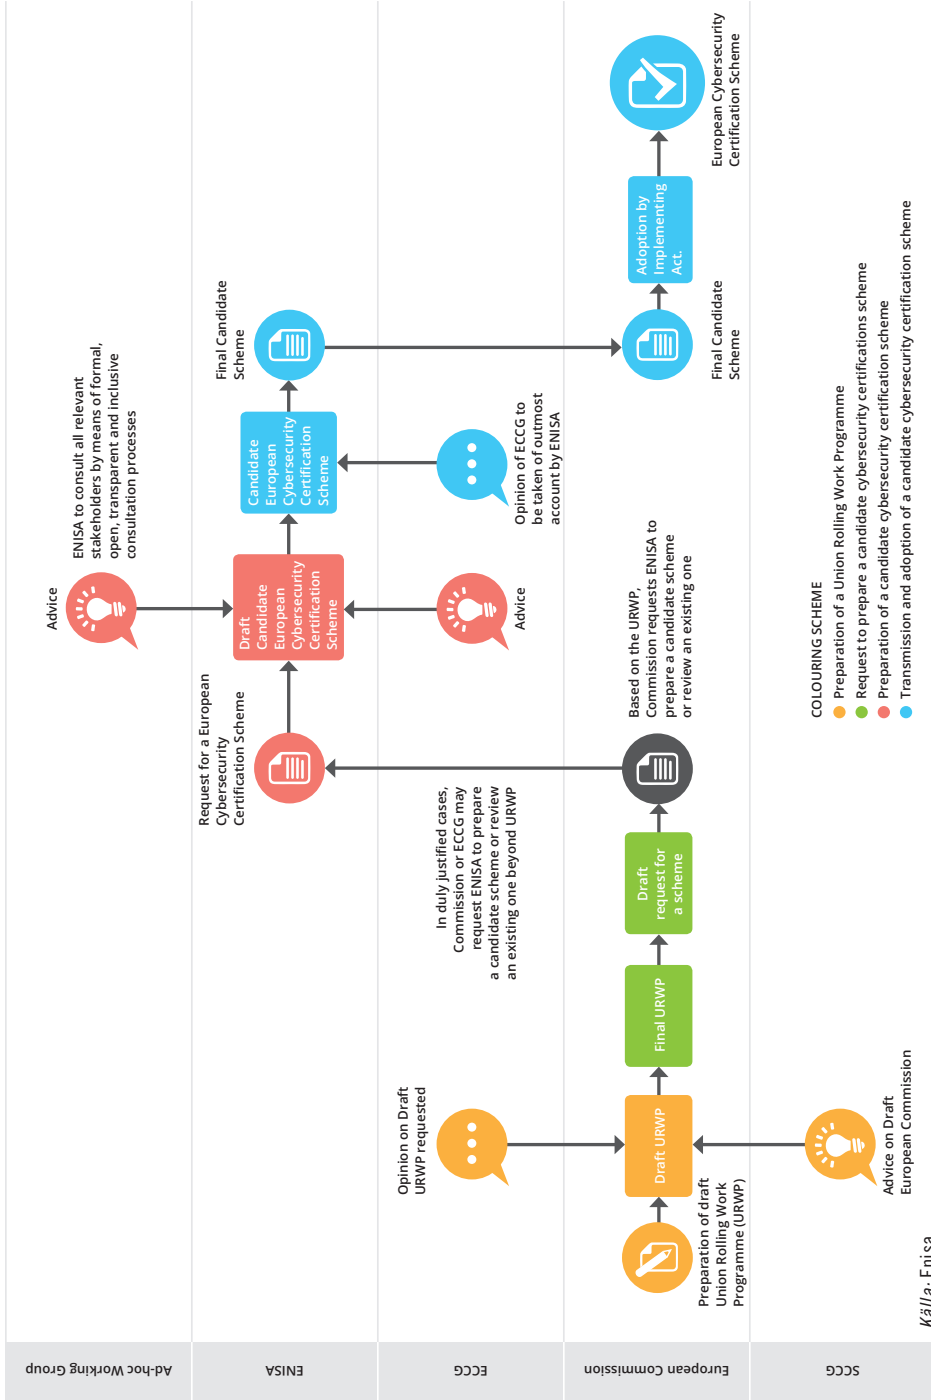 Ad-hoc Working Group
ENISA
ECCG
European Commission
SCCG
Advice
ENISA to consult all relevant
stakeholders by means of formal,
open, transparent and inclusive
consultation processes
Request for a European
Cybersecurity
Certification Scheme
Draft
Candidate
European
Cybersecurity
Certification
Scheme
Candidate
European
Cybersecurity
Certification
Scheme
Final Candidate
Scheme
Opinion on Draft
URWP requested
In duly justified cases,
Commission or ECCG may
request ENISA to prepare
a candidate scheme or review
an existing one beyond URWP
Advice
Opinion of ECCG to
be taken of outmost
account by ENISA
Preparation of draft
Union Rolling Work
Programme (URWP)
Draft URWP
Final URWP
Draft
request for
a scheme
Based on the URWP,
Commission requests ENISA to
prepare a candidate scheme
or review an existing one
Final Candidate
Scheme
Adoption by
Implementing
Act.
European Cybersecurity
Certification Scheme
Advice on Draft
European Commission
COLOURING SCHEME
Preparation of a Union Rolling Work Programme
Request to prepare a candidate cybersecurity certifications scheme
Preparation of a candidate cybersecurity certification scheme
Transmission and adoption of a candidate cybersecurity certification scheme
Källa: Enisa